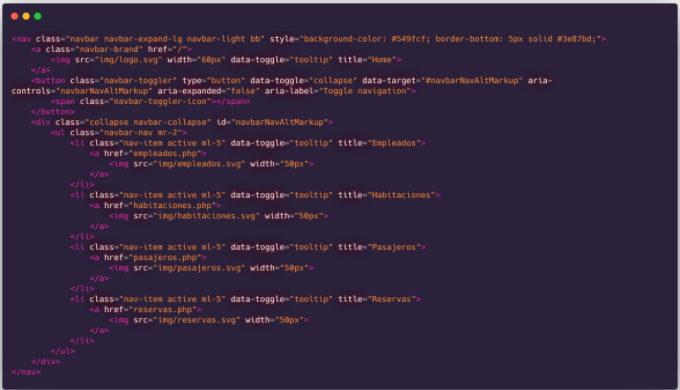 <nav class="navbar navbar-expand-lg navbar-light bb" style="background-color: #549fcf; border-bottom: 5px solid #3e87bd;">
<a class="navbar-brand" href="/">
<img src="img/logo.svg" width="60px" data-toggle="tooltip" title="Home">
</a>
<button class="navbar-toggler" type="button" data-toggle="collapse" data-target="#navbarNavAltMarkup" aria-
controls="navbarNavAltMarkup" aria-expanded="false" aria-label="Toggle navigation">
<span class="navbar-toggler-icon"></span>
</button>
<div class="collapse navbar-collapse" id="navbarNavAltMarkup">
<ul class="navbar-nav mr-2">
<li class="nav-item active ml-5" data-toggle="tooltip" title="Empleados">
<a href="empleados.php">
<img src="img/empleados.svg" width="50px">
</a>
</li>
<li class="nav-item active ml-5" data-toggle="tooltip" title="Habitaciones">
<a href="habitaciones.php">
<img src="img/habitaciones.svg" width="50px">
</a>
</li>
<li class="nav-item active ml-5" data-toggle="tooltip" title="Pasajeros">
<a href="pasajeros.php">
<img src="img/pasajeros.svg" width="50px">
</a>
</li>
<li class="nav-item active ml-5" data-toggle="tooltip" title="Reservas">
<a href="reservas.php">
<img src="img/reservas.svg" width="50px">
</a>
</li>
</ul>
</div>
</nav>